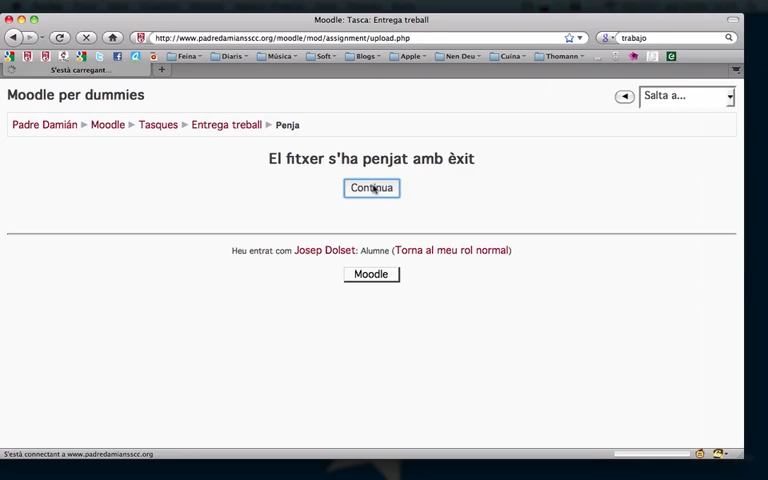 Moodle: Tasca: Entrega treball
http://www.padredamiansscc.org/moodle/mod/assignment/upload.php
trabajo
Feina Diaris Música Soft Blogs Apple Nen Deu Cuina Thomann
S'està carregant...
Moodle per dummies
Salta a...
Padre Damián ► Moodle ► Tasques ► Entrega treball ► Penja
El fitxer s'ha penjat amb èxit
Continua
Heu entrat com Josep Dolset: Alumne (Torna al meu rol normal)
Moodle
S'està connectant a www.padredamiansscc.org